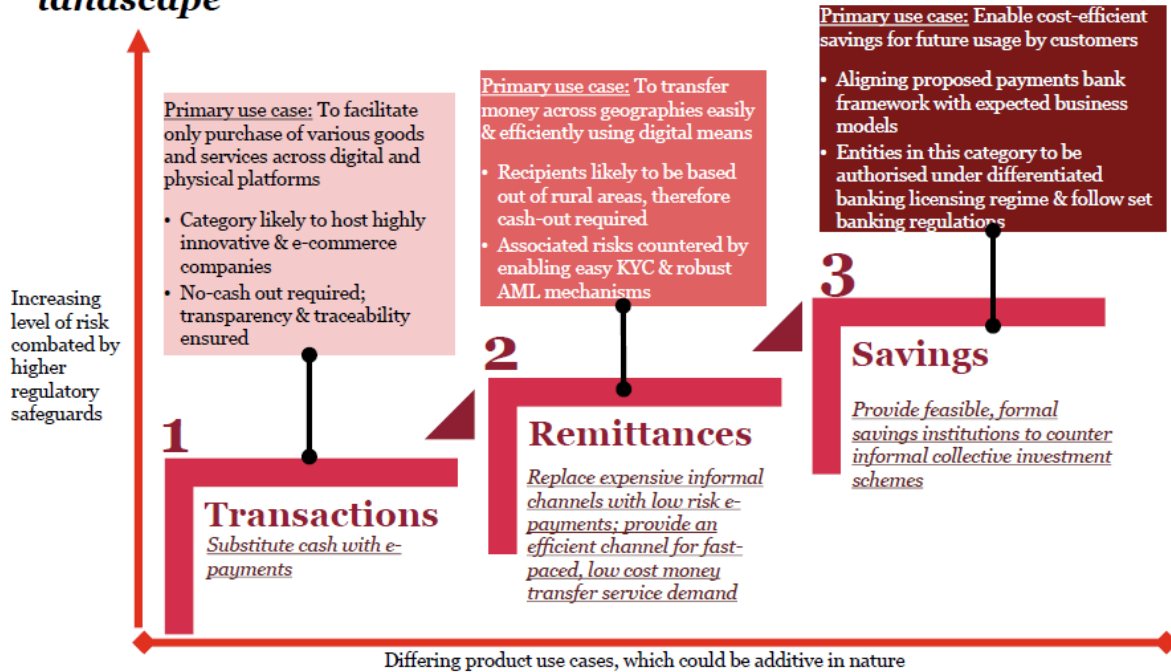 landscape
Primary use case: To facilitate
only purchase of various goods
and services across digital and
physical platforms
• Category likely to host highly
innovative & e-commerce
companies
• No-cash out required;
transparency & traceability
ensured
Primary use case: To transfer
money across geographies easily
& efficiently using digital means
• Recipients likely to be based
out of rural areas, therefore
cash-out required
• Associated risks countered by
enabling easy KYC & robust
AML mechanisms
Primary use case: Enable cost-efficient
savings for future usage by customers
• Aligning proposed payments bank
framework with expected business
models
• Entities in this category to be
authorised under differentiated
banking licensing regime & follow set
banking regulations
Increasing
level of risk
combated by
higher
regulatory
safeguards
1
Transactions
Substitute cash with e-
payments
2
Remittances
Replace expensive informal
channels with low risk e-
payments; provide an
efficient channel for fast-
paced, low cost money
transfer service demand
3
Savings
Provide feasible, formal
savings institutions to counter
informal collective investment
schemes
Differing product use cases, which could be additive in nature